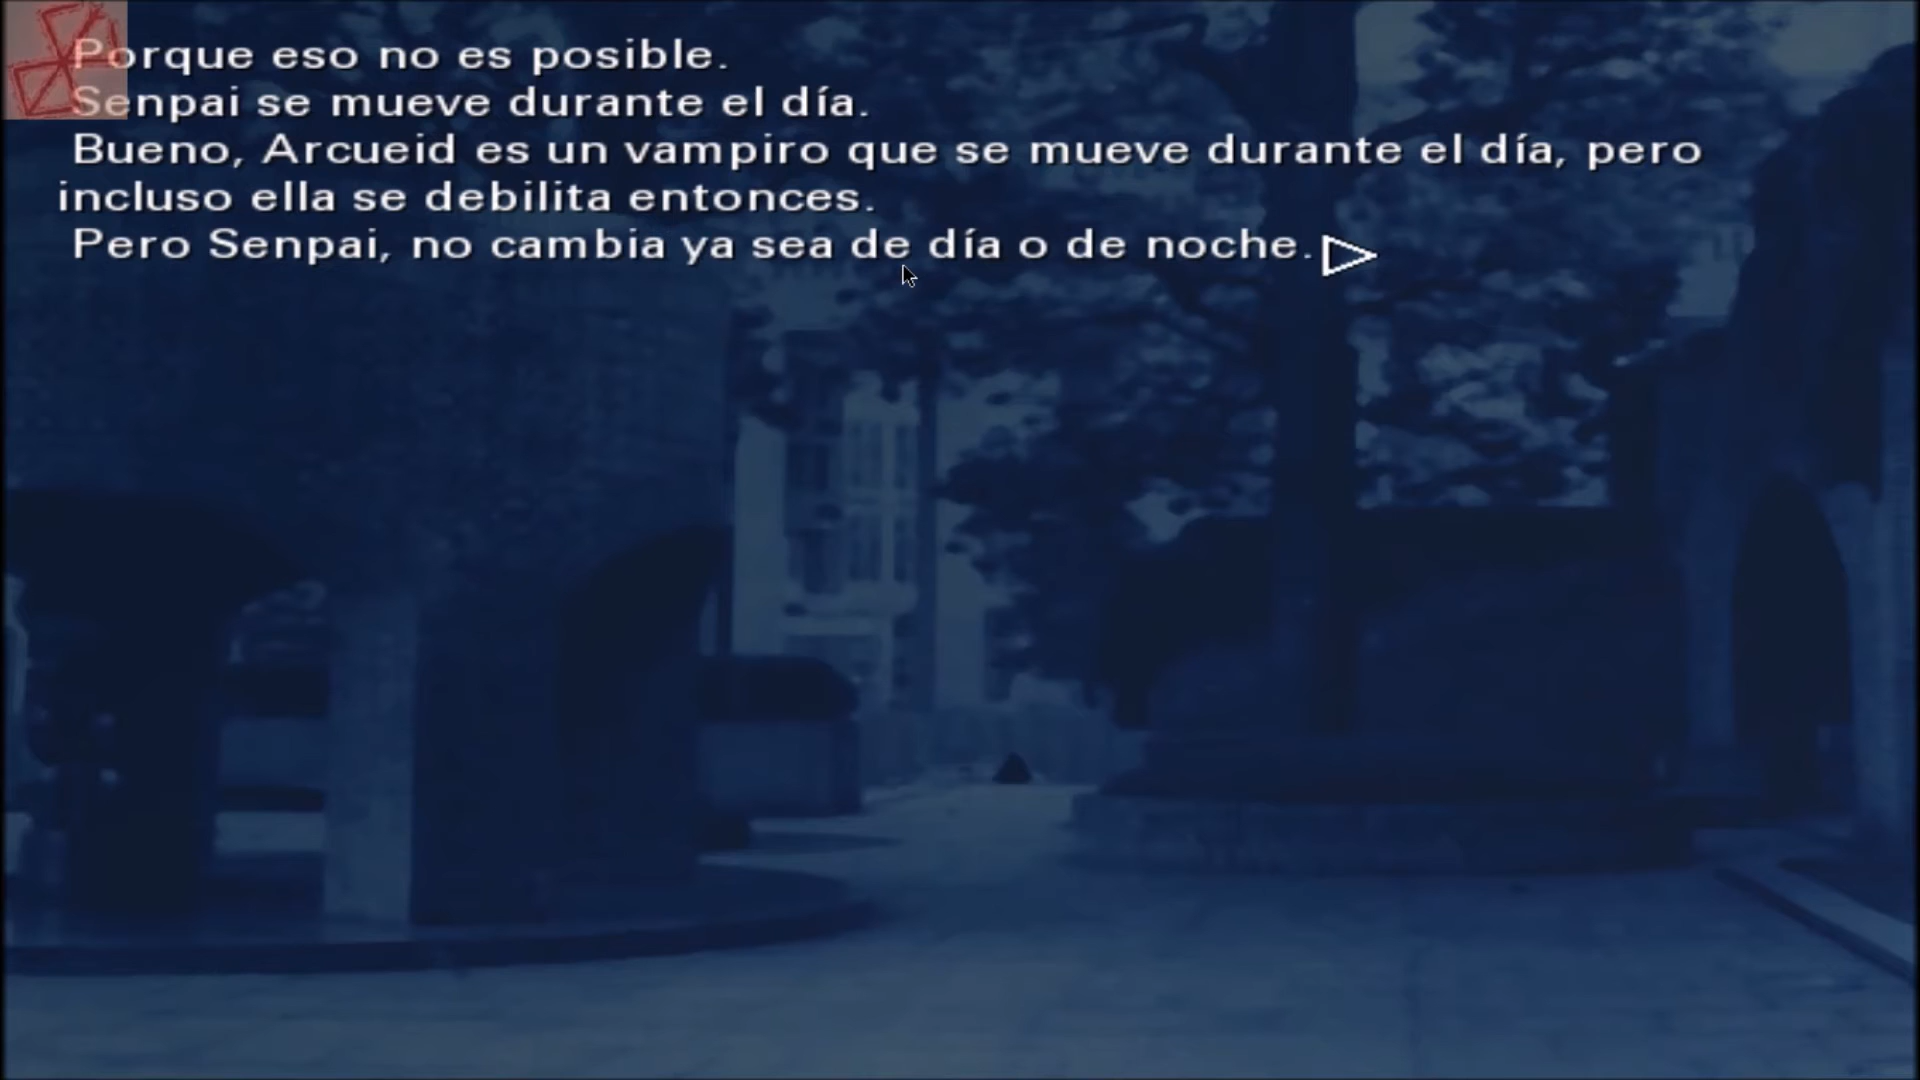 Porque eso no es posible.
Senpai se mueve durante el día.
Bueno, Arcueid es un vampiro que se mueve durante el día, pero
incluso ella se debilita entonces.
Pero Senpai, no cambia ya sea de día o de noche.